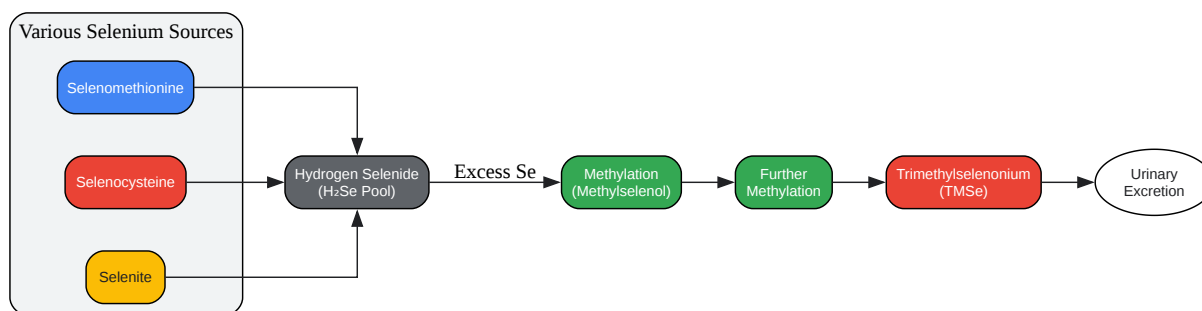 Various Selenium Sources
Selenomethionine
Selenocysteine
Selenite
Hydrogen Selenide
(H₂Se Pool)
Excess Se
Methylation
(Methylselenol)
Further
Methylation
Trimethylselenonium
(TMSe)
Urinary
Excretion